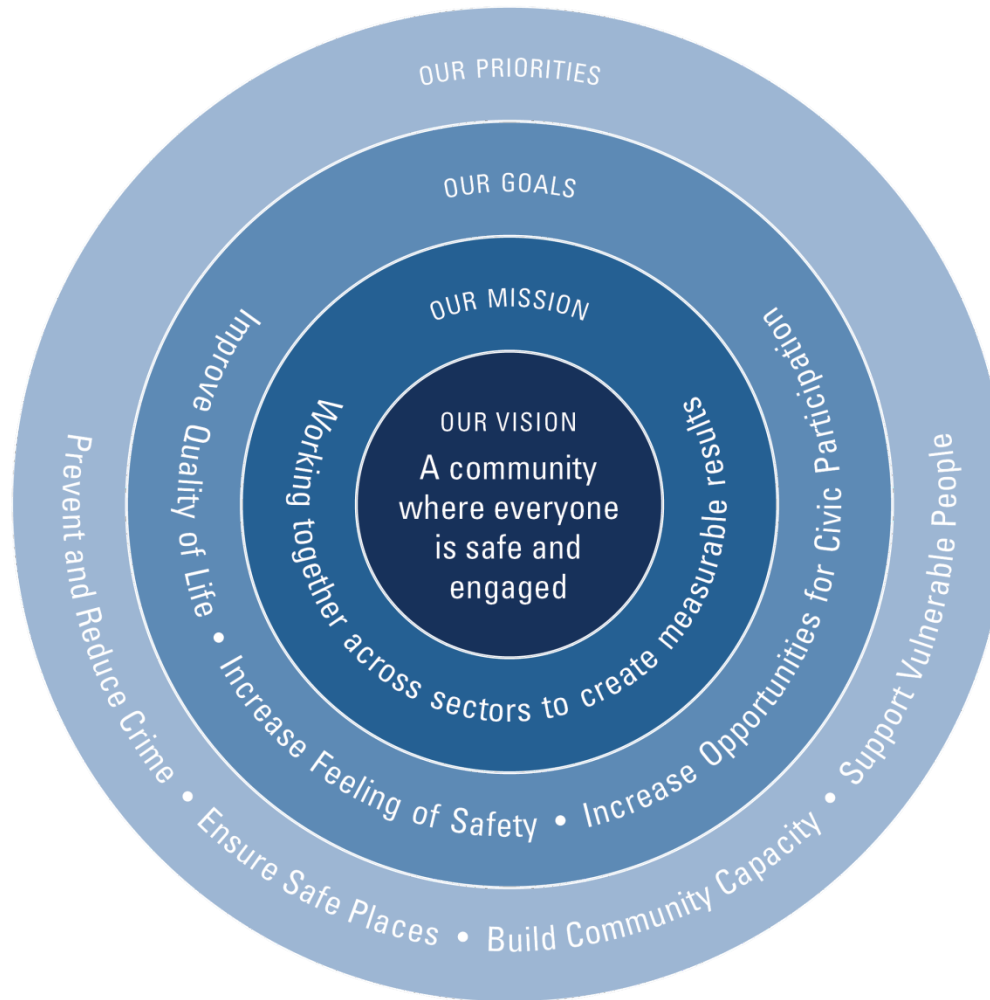 OUR PRIORITIES
Prevent and Reduce Crime • Ensure Safe Places • Build Community Capacity • Support Vulnerable People
OUR GOALS
Improve Quality of Life • Increase Feeling of Safety • Increase Opportunities for Civic Participation
OUR MISSION
Working together across sectors to create measurable results
OUR VISION
A community
where everyone
is safe and
engaged